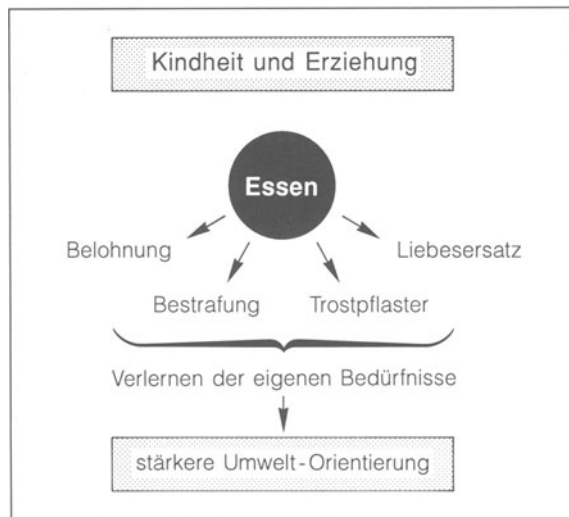 Kindheit und Erziehung
Essen
Belohnung
Liebesersatz
Bestrafung
Trostpflaster
Verlernen der eigenen Bedürfnisse
stärkere Umwelt-Orientierung